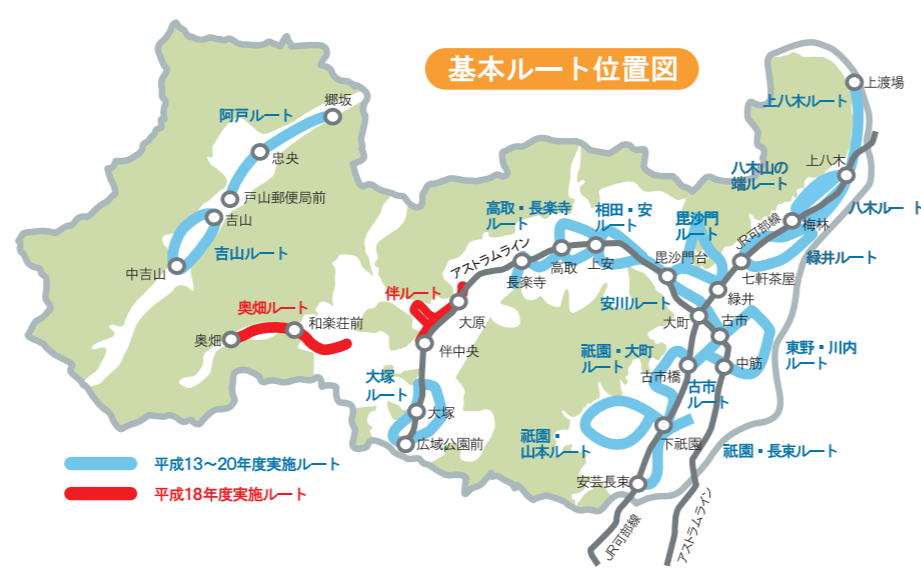 基本ルート位置図
郷坂
阿戸ルート
忠央
戸山郵便局前
吉山
吉山ルート
中吉山
奥畑ルート
和楽荘前
奥畑
伴ルート
大原
伴中央
大塚
ルート
大塚
広域公園前
アストラムライン
高取・長楽寺
ルート
長楽寺
高取
相田・安
ルート
上安
毘沙門
ルート
毘沙門台
安川ルート
大町
上渡場
上八木ルート
上八木
八木山の
端ルート
八木ルート
JR可部線
梅林
緑井ルート
七軒茶屋
緑井
古市
東野・川内
ルート
中筋
祇園・大町
ルート
古市橋
古市
ルート
祇園・
山本ルート
下祇園
祇園・長束ルート
安芸長束
JR可部線
アストラムライン
平成13〜20年度実施ルート
平成18年度実施ルート